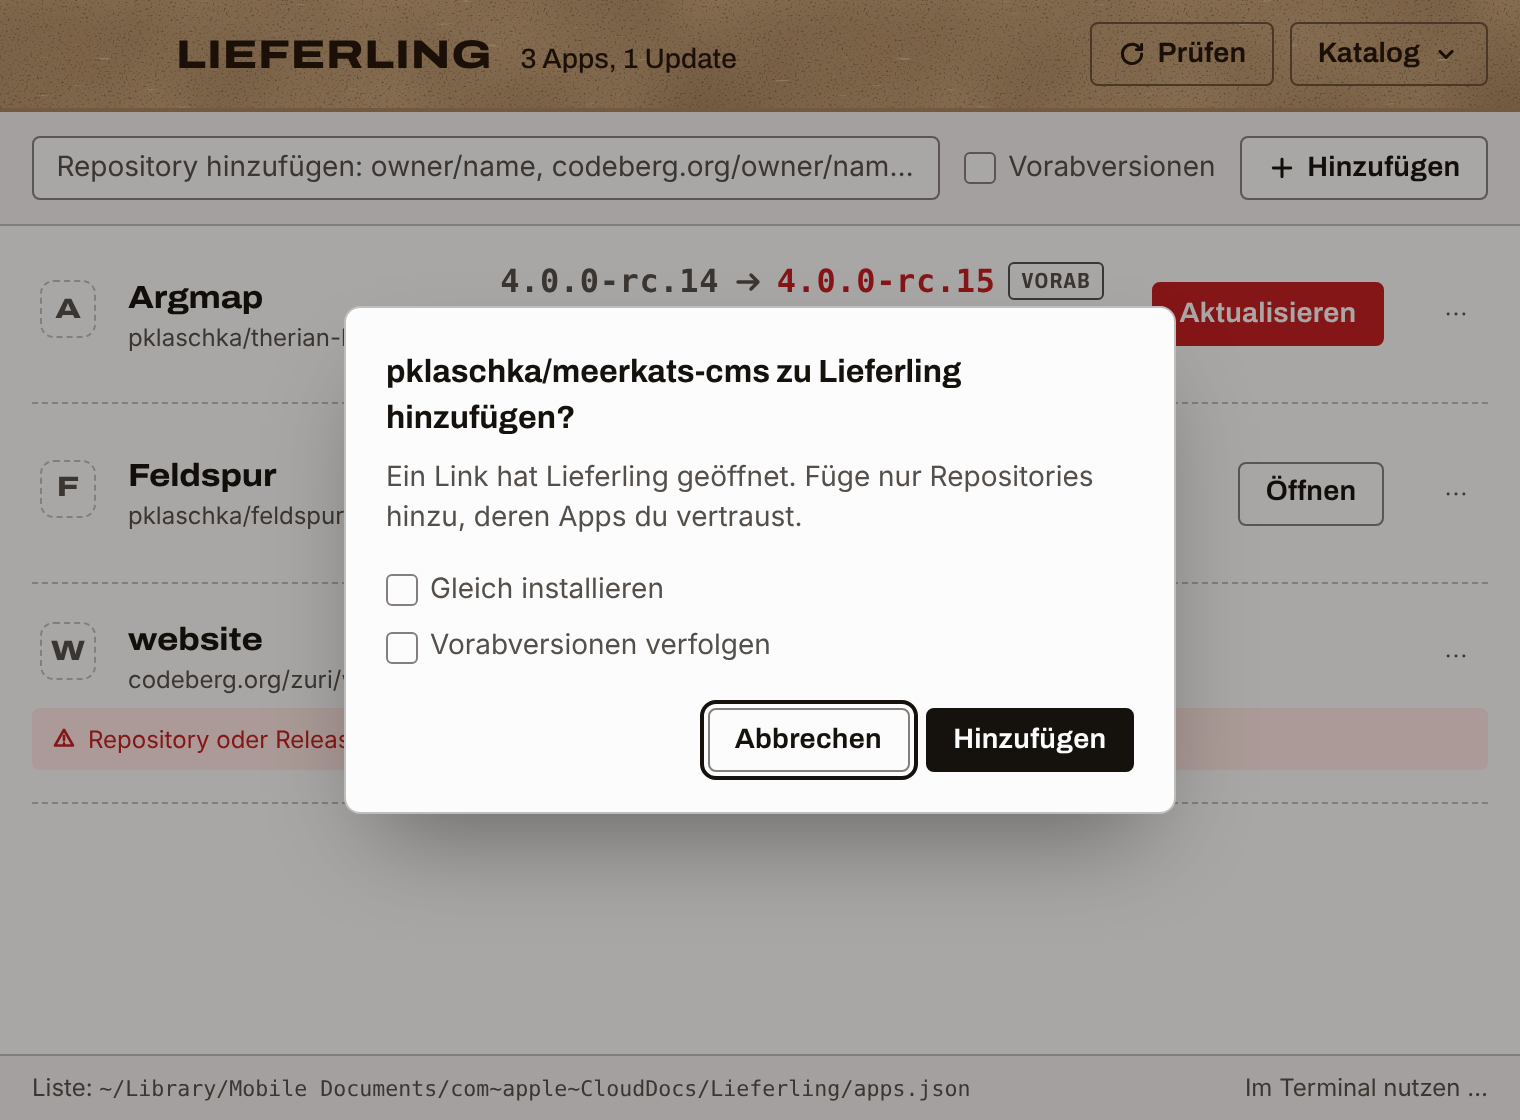 LIEFERLING
3 Apps, 1 Update
Prüfen
Katalog
Repository hinzufügen: owner/name, codeberg.org/owner/nam...
Vorabversionen
+ Hinzufügen
A
Argmap
pklaschka/therian-
4.0.0-rc.14 → 4.0.0-rc.15
VORAB
Aktualisieren
...
F
Feldspur
pklaschka/feldspur
Öffnen
...
W
website
codeberg.org/zuri/
...
Repository oder Releas
pklaschka/meerkats-cms zu Lieferling
hinzufügen?
Ein Link hat Lieferling geöffnet. Füge nur Repositories
hinzu, deren Apps du vertraust.
Gleich installieren
Vorabversionen verfolgen
Abbrechen
Hinzufügen
Liste: ~/Library/Mobile Documents/com~apple~CloudDocs/Lieferling/apps.json
Im Terminal nutzen ...